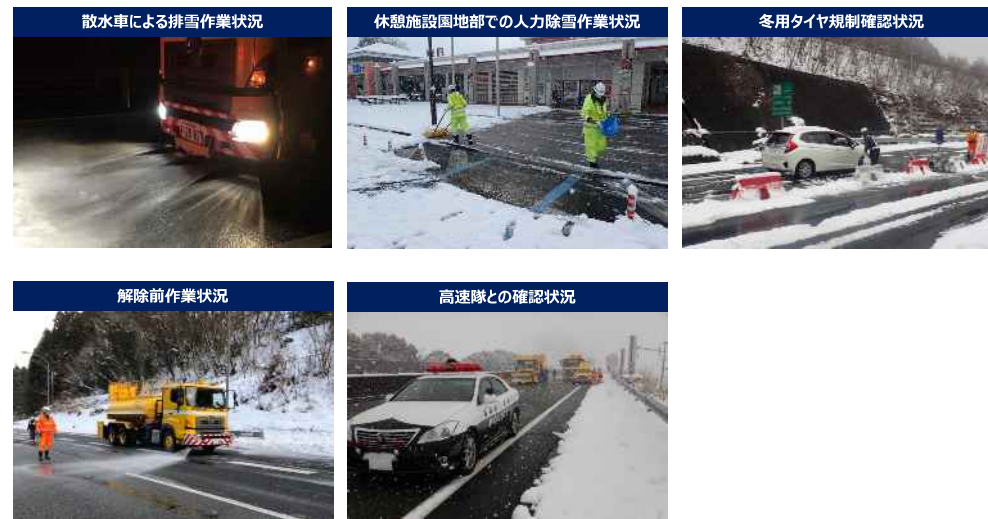 散水車による排雪作業状況
休憩施設園地部での人力除雪作業状況
冬用タイヤ規制確認状況
解除前作業状況
高速隊との確認状況